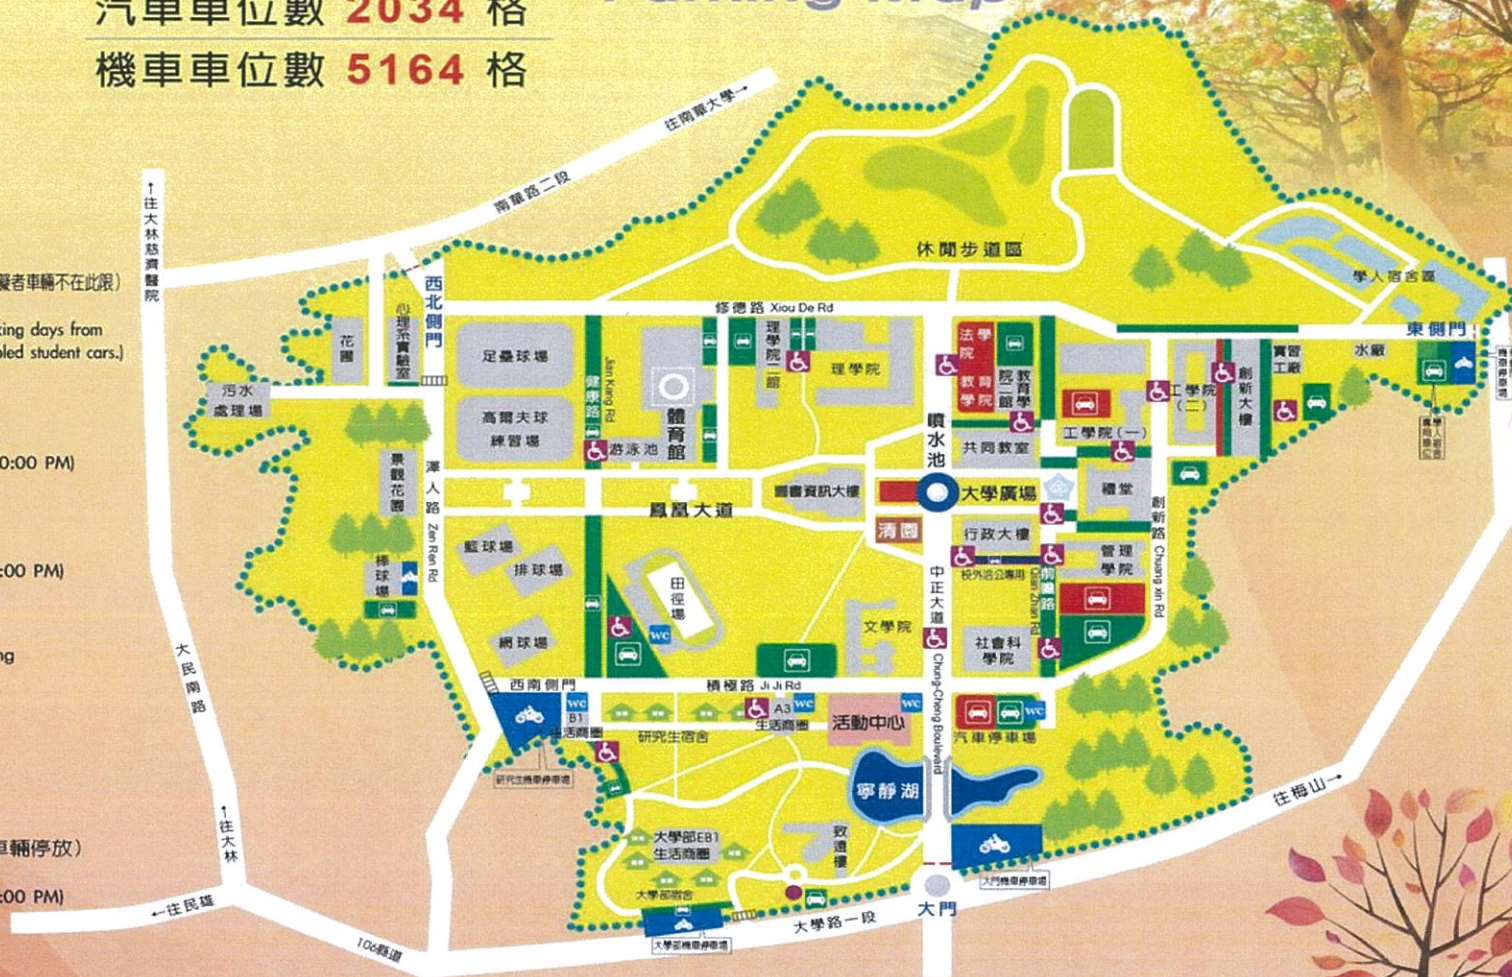 汽車車位數 2034 格
Parking Map
機車車位數 5164 格
往南華大學→
南華路二段
←往大林慈濟醫院
者車輛不在此限)
king days from
bled student cars.)
0:00 PM)
:00 PM)
ng
車輛停放)
:00 PM)
休閒步道區
學人宿舍區
西北側門
修德路 Xiou De Rd
東側門
花圃
心理系實驗室
足壘球場
健康路
Jian Kang Rd
體育館
理學院二館
理學院
法學院
教育學院
教育學院二館
工學院(二)
創新大樓
實習工廠
水廠
污水
處理場
高爾夫球
練習場
游泳池
噴水池
共同教室
工學院(一)
景觀花園
澤人路
Zen Ren Rd
鳳凰大道
圖書資訊大樓
大學廣場
禮堂
清園
行政大樓
創新路
Chuang xin Rd
籃球場
排球場
棒球場
田徑場
中正大道
Chung-Cheng Boulevard
校外洽公專用
前瞻路
Qian Zhan Rd
管理
學院
網球場
WC
文學院
社會科
學院
西南側門
積極路 Ji Ji Rd
WC
B1
生活商圈
研究生宿舍
A3
WC
生活商圈
活動中心
WC
WC
汽車停車場
研究生機車停車場
寧靜湖
大民南路
←往大林
往梅山→
大學部EB1
生活商圈
致遠樓
大學部宿舍
大門機車停車場
←往民雄
大學路一段
大門
大學部機車停車場
106縣道